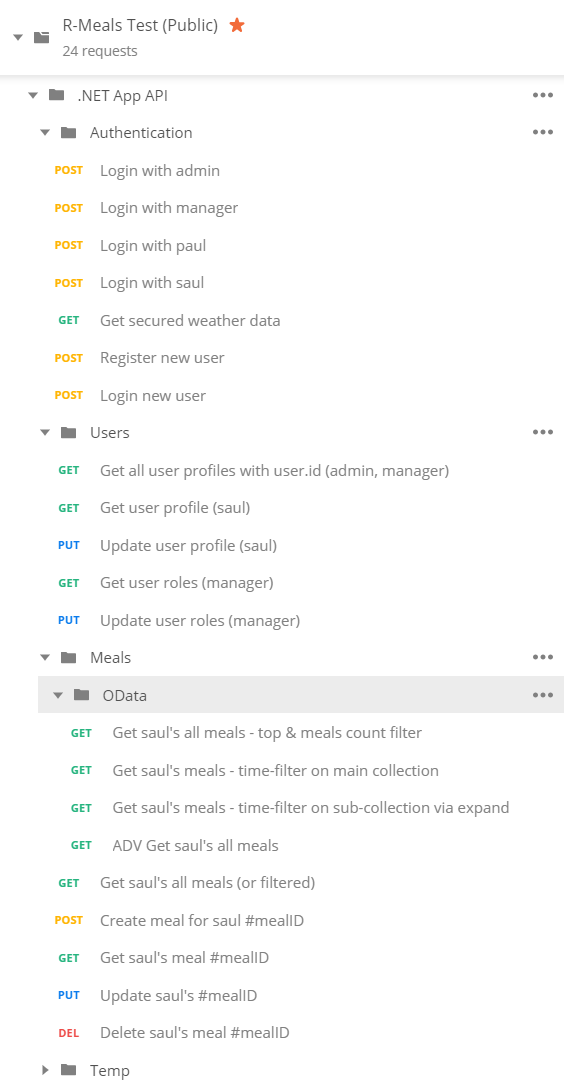 R-Meals Test (Public)
24 requests
.NET App API
Authentication
POST Login with admin
POST Login with manager
POST Login with paul
POST Login with saul
GET Get secured weather data
POST Register new user
POST Login new user
Users
GET Get all user profiles with user.id (admin, manager)
GET Get user profile (saul)
PUT Update user profile (saul)
GET Get user roles (manager)
PUT Update user roles (manager)
Meals
OData
GET Get saul's all meals - top & meals count filter
GET Get saul's meals - time-filter on main collection
GET Get saul's meals - time-filter on sub-collection via expand
GET ADV Get saul's all meals
GET Get saul's all meals (or filtered)
POST Create meal for saul #mealID
GET Get saul's meal #mealID
PUT Update saul's #mealID
DEL Delete saul's meal #mealID
Temp